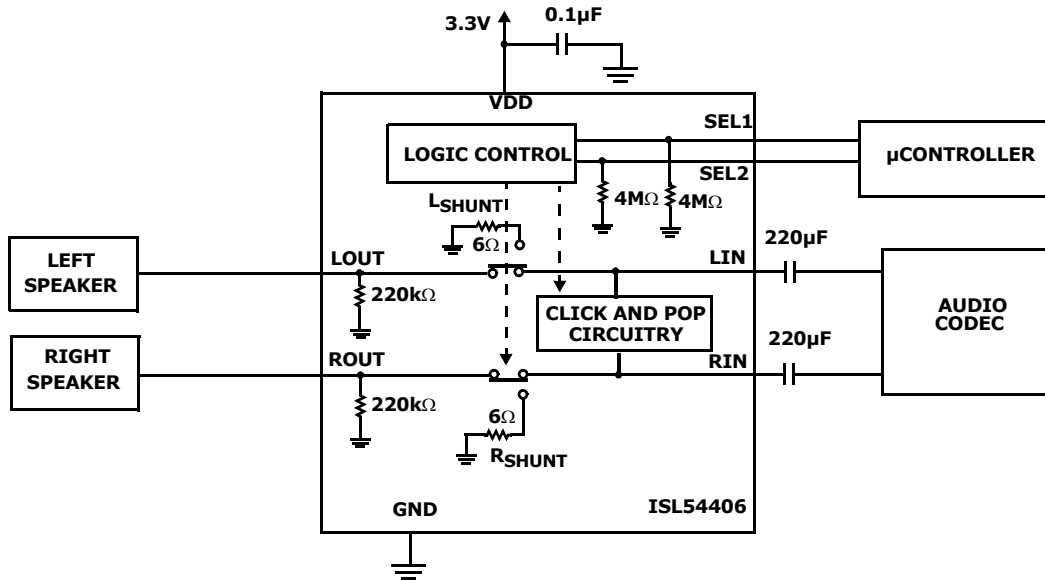 3.3V
0.1µF
VDD
LOGIC CONTROL
SEL1
SEL2
µCONTROLLER
4MΩ
4MΩ
LSHUNT
6Ω
LEFT
SPEAKER
LOUT
220kΩ
LIN
220µF
CLICK AND POP
CIRCUITRY
AUDIO
CODEC
RIGHT
SPEAKER
ROUT
220kΩ
RIN
220µF
6Ω
RSHUNT
GND
ISL54406